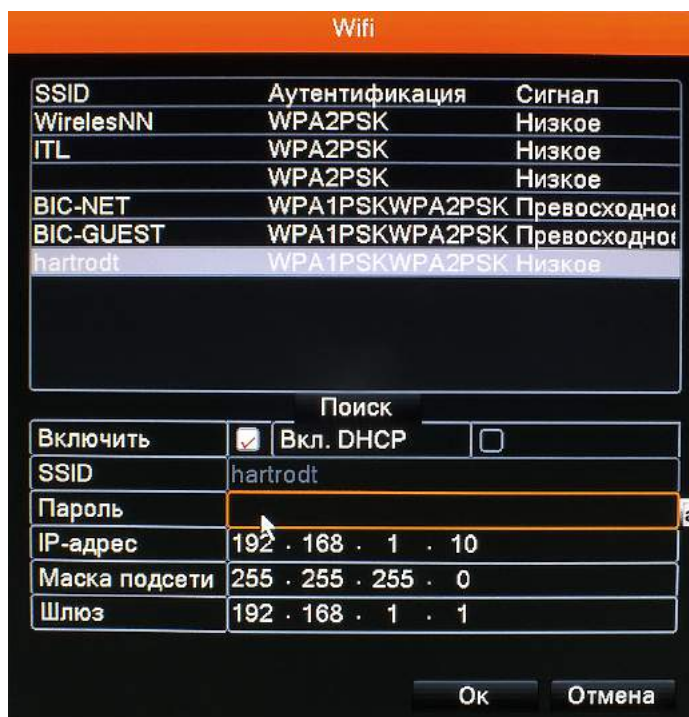 Wifi
SSID Аутентификация Сигнал
WirelesNN WPA2PSK Низкое
ITL WPA2PSK Низкое
WPA2PSK Низкое
BIC-NET WPA1PSKWPA2PSK Превосходное
BIC-GUEST WPA1PSKWPA2PSK Превосходное
hartrodt WPA1PSKWPA2PSK Низкое
Поиск
Включить Вкл. DHCP
SSID hartrodt
Пароль
IP-адрес 192 . 168 . 1 . 10
Маска подсети 255 . 255 . 255 . 0
Шлюз 192 . 168 . 1 . 1
Ок Отмена